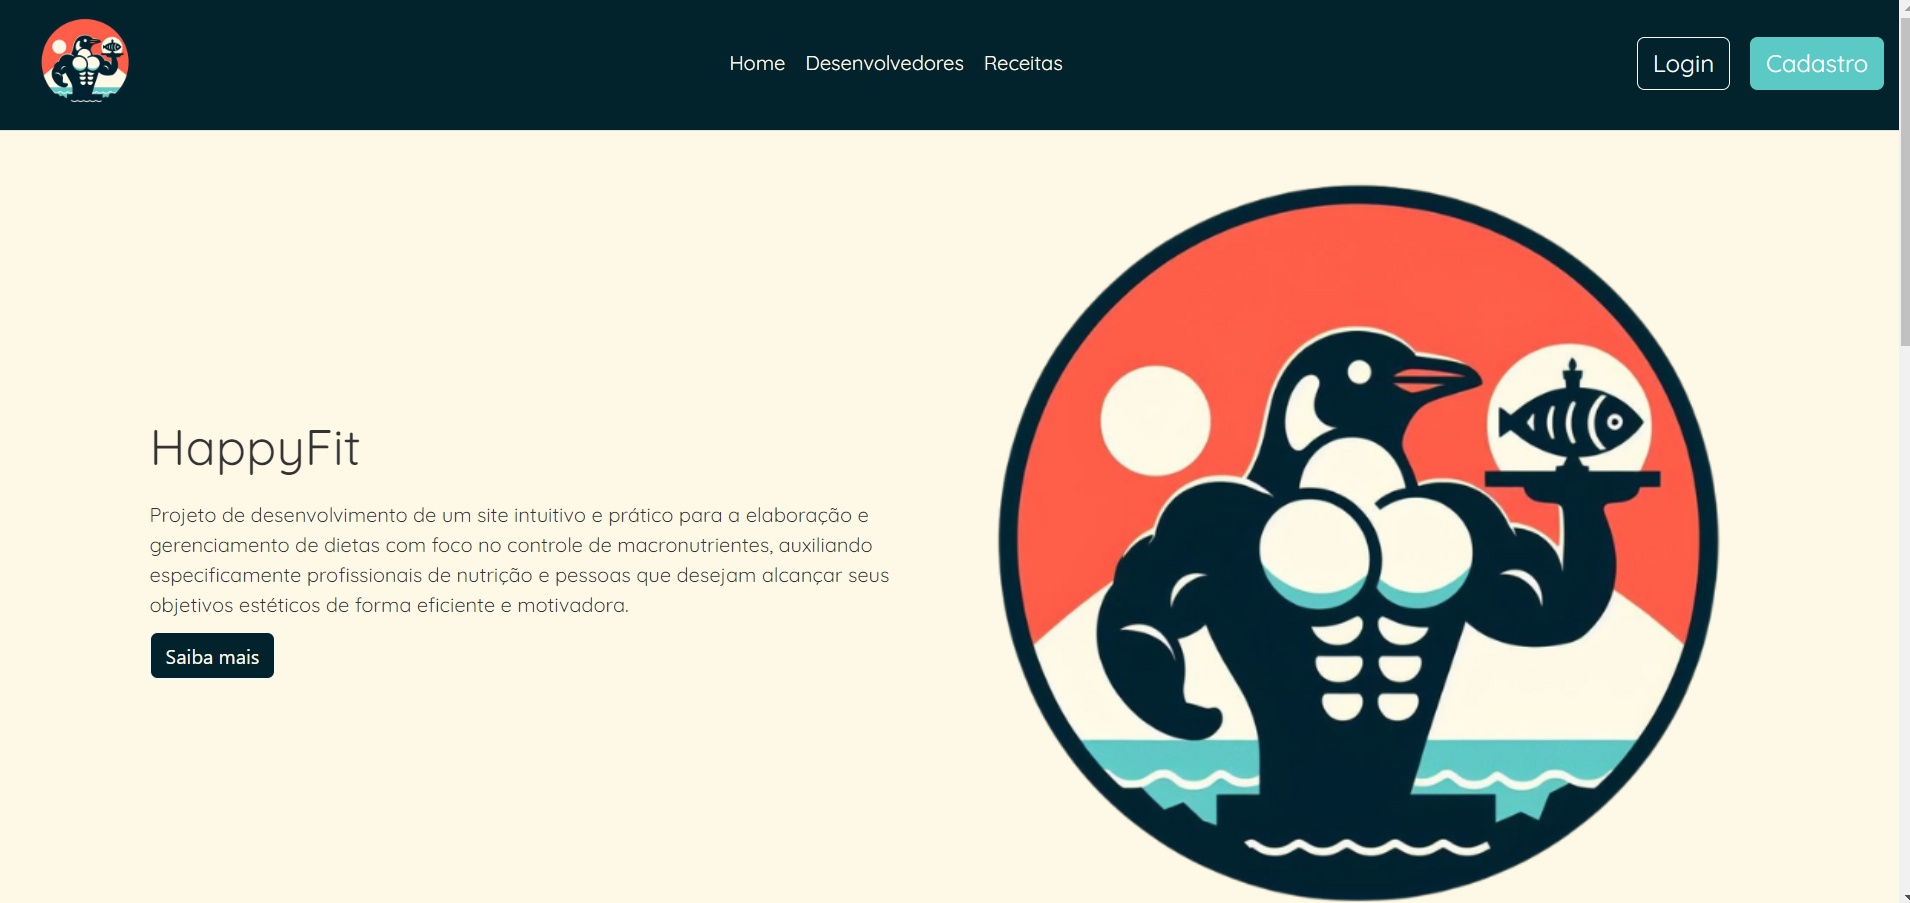 Home Desenvolvedores Receitas Login Cadastro
HappyFit
Projeto de desenvolvimento de um site intuitivo e prático para a elaboração e
gerenciamento de dietas com foco no controle de macronutrientes, auxiliando
especificamente profissionais de nutrição e pessoas que desejam alcançar seus
objetivos estéticos de forma eficiente e motivadora.
Saiba mais